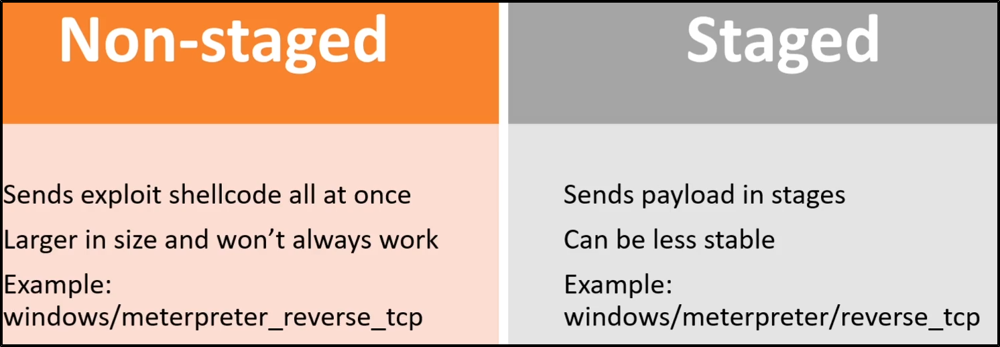 Non-staged
Sends exploit shellcode all at once
Larger in size and won’t always work
Example:
windows/meterpreter_reverse_tcp
Staged
Sends payload in stages
Can be less stable
Example:
windows/meterpreter/reverse_tcp